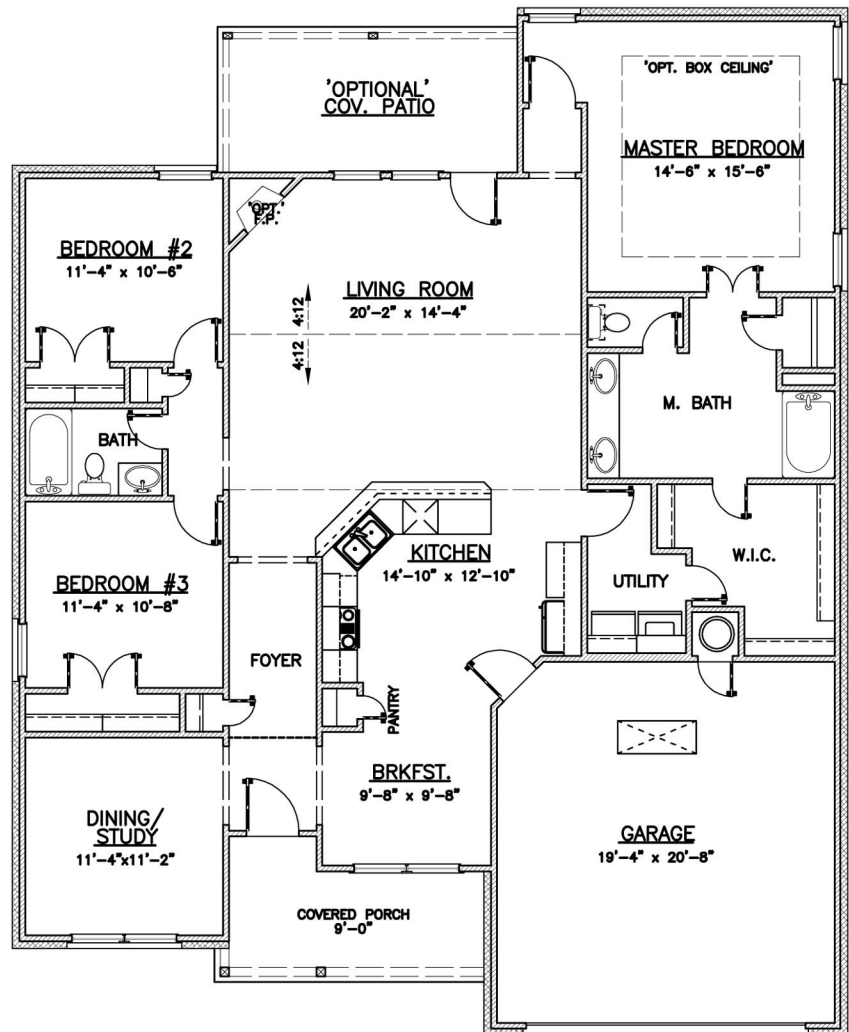 'OPT. BOX CEILING'
'OPTIONAL'
COV. PATIO
MASTER BEDROOM
14'-6" x 15'-6"
'OPT.'
F.P.
BEDROOM #2
11'-4" x 10'-6"
LIVING ROOM
20'-2" x 14'-4"
4:12
4:12
M. BATH
BATH
KITCHEN
14'-10" x 12'-10"
W.I.C.
UTILITY
BEDROOM #3
11'-4" x 10'-8"
FOYER
PANTRY
BRKFST.
9'-8" x 9'-8"
DINING/
STUDY
11'-4"x11'-2"
GARAGE
19'-4" x 20'-8"
COVERED PORCH
9'-0"